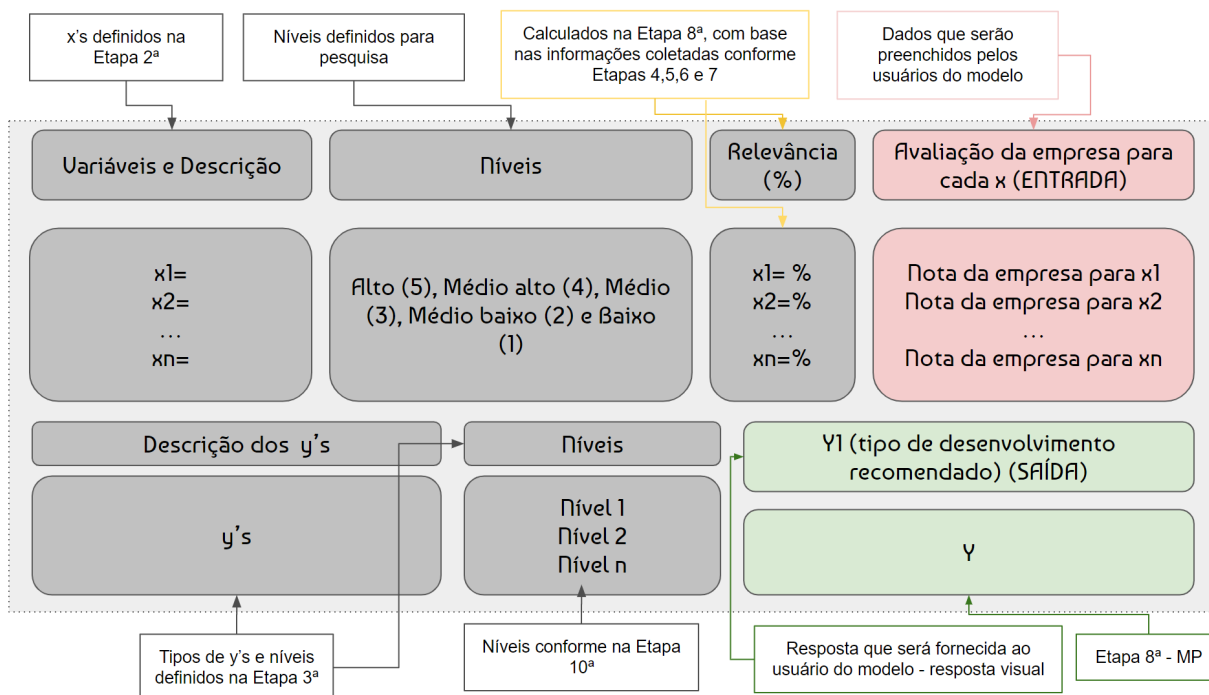 x's definidos na
Etapa 2ª
Níveis definidos para
pesquisa
Calculados na Etapa 8ª, com base
nas informações coletadas conforme
Etapas 4,5,6 e 7
Dados que serão
preenchidos pelos
usuários do modelo
Variáveis e Descrição
Níveis
Relevância
(%)
Avaliação da empresa para
cada x (ENTRADA)
x1=
x2=
...
xn=
Alto (5), Médio alto (4), Médio
(3), Médio baixo (2) e Baixo
(1)
x1= %
x2=%
...
xn=%
Nota da empresa para x1
Nota da empresa para x2
...
Nota da empresa para xn
Descrição dos y's
Níveis
Y1 (tipo de desenvolvimento
recomendado) (SAÍDA)
y's
Nível 1
Nível 2
Nível n
Y
Tipos de y's e níveis
definidos na Etapa 3ª
Níveis conforme na Etapa
10ª
Resposta que será fornecida ao
usuário do modelo - resposta visual
Etapa 8ª - MP